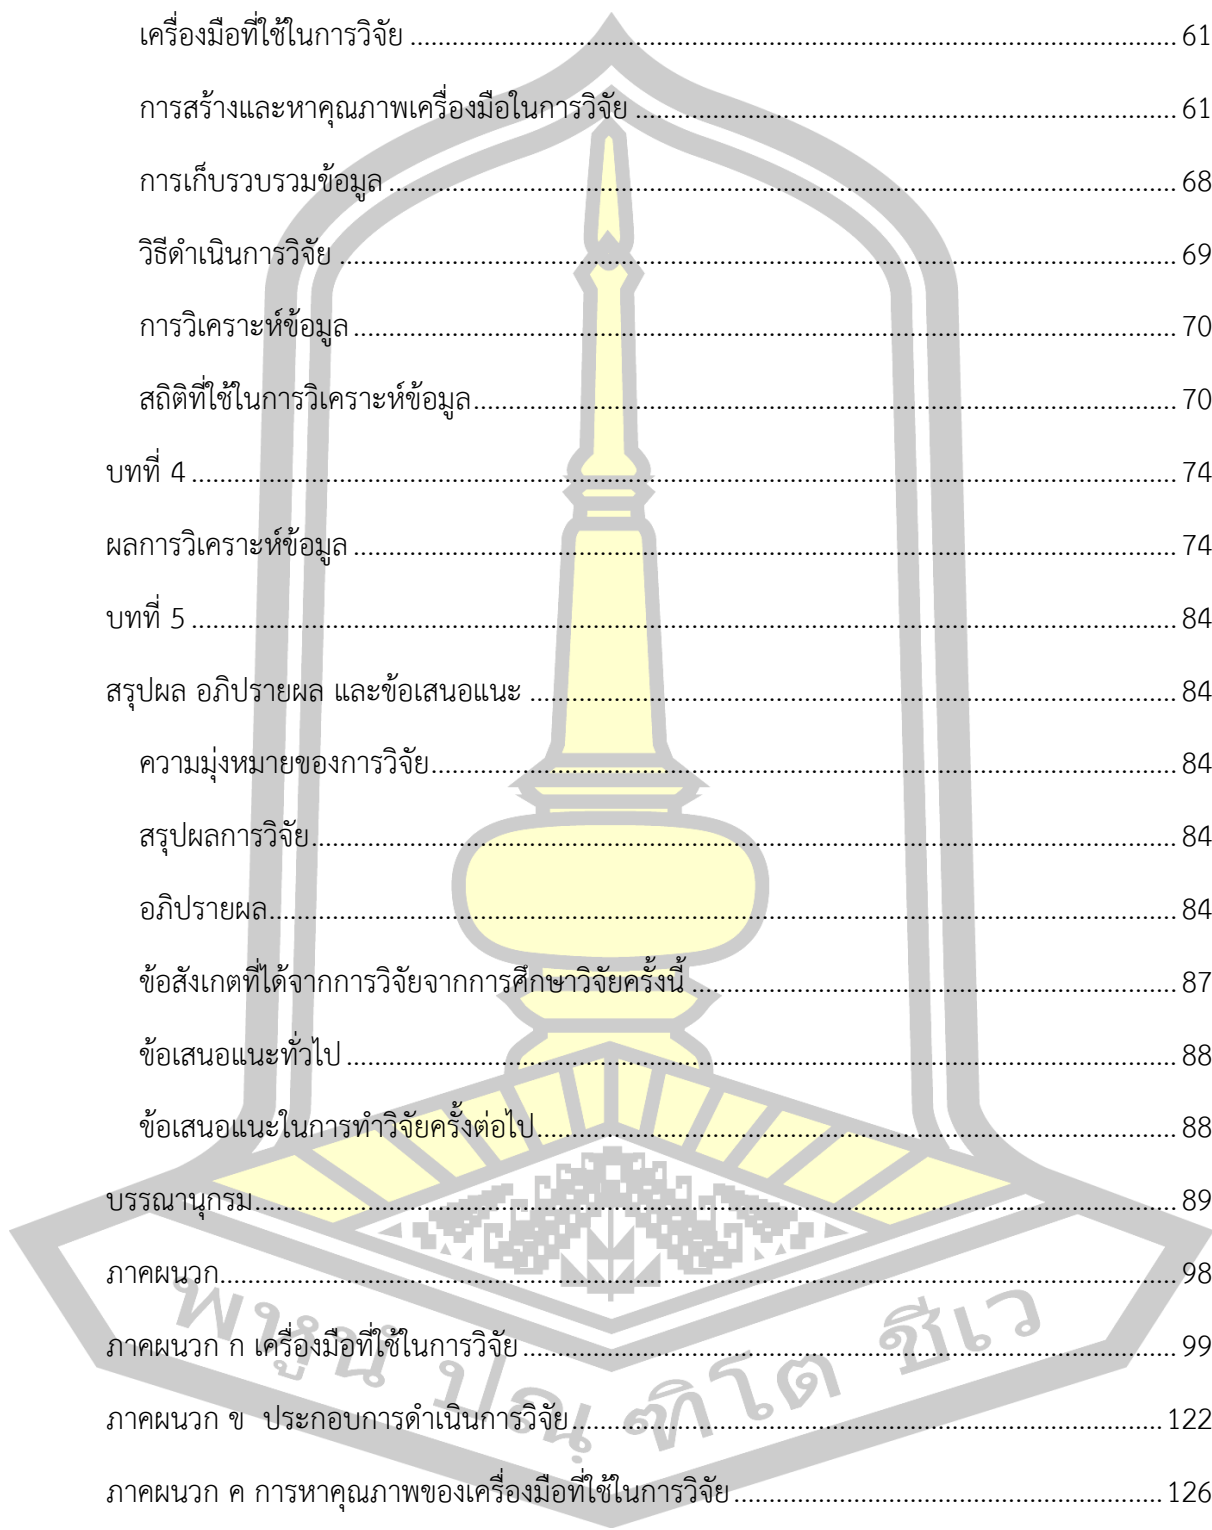 เครื่องมือที่ใช้ในการวิจัย ........ 61
การสร้างและหาคุณภาพเครื่องมือในการวิจัย ........ 61
การเก็บรวบรวมข้อมูล ........ 68
วิธีดำเนินการวิจัย ........ 69
การวิเคราะห์ข้อมูล ........ 70
สถิติที่ใช้ในการวิเคราะห์ข้อมูล ........ 70
บทที่ 4 ........ 74
ผลการวิเคราะห์ข้อมูล ........ 74
บทที่ 5 ........ 84
สรุปผล อภิปรายผล และข้อเสนอแนะ ........ 84
ความมุ่งหมายของการวิจัย ........ 84
สรุปผลการวิจัย ........ 84
อภิปรายผล ........ 84
ข้อสังเกตที่ได้จากการวิจัยจากการศึกษาวิจัยครั้งนี้ ........ 87
ข้อเสนอแนะทั่วไป ........ 88
ข้อเสนอแนะในการทำวิจัยครั้งต่อไป ........ 88
บรรณานุกรม ........ 89
ภาคผนวก ........ 98
ภาคผนวก ก เครื่องมือที่ใช้ในการวิจัย ........ 99
ภาคผนวก ข ประกอบการดำเนินการวิจัย ........ 122
ภาคผนวก ค การหาคุณภาพของเครื่องมือที่ใช้ในการวิจัย ........ 126
พหูนํ ปณฺฑิโต ชีเว